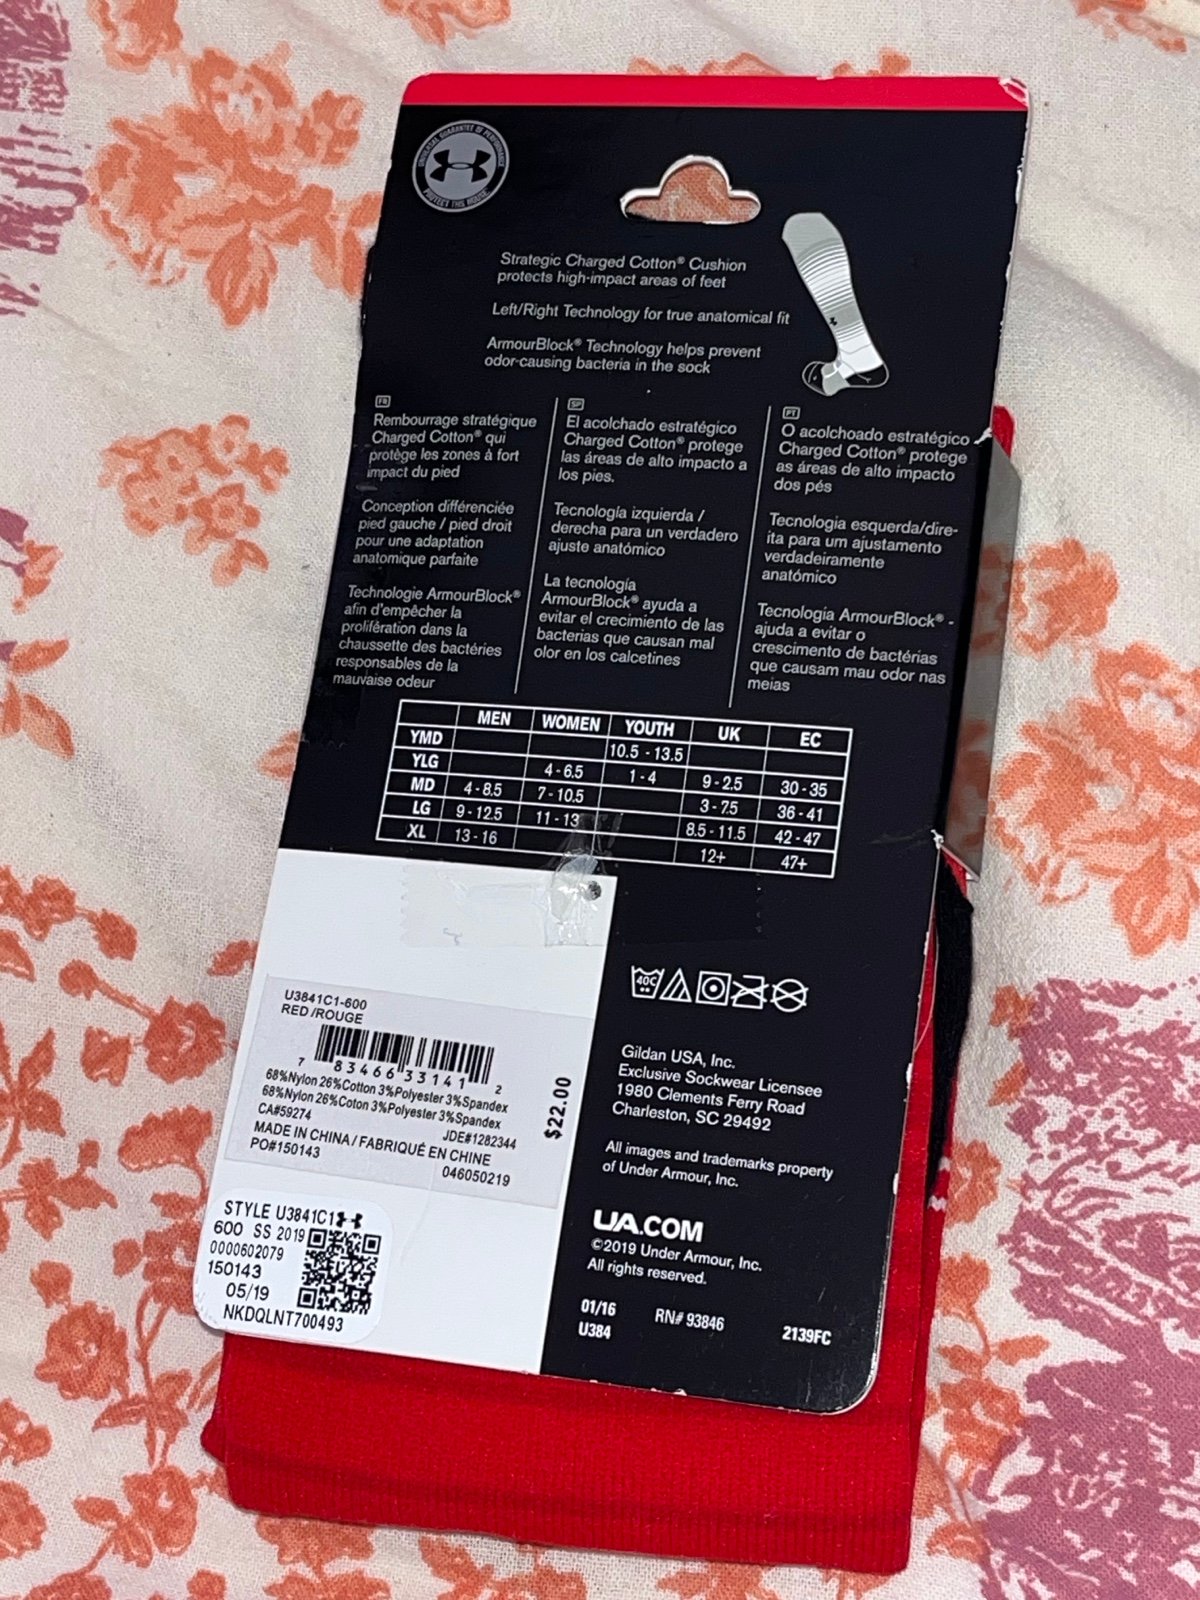 UNIVERSAL GUARANTEE OF PERFORMANCE
PROTECT THIS HOUSE
Strategic Charged Cotton® Cushion
protects high-impact areas of feet
Left/Right Technology for true anatomical fit
ArmourBlock® Technology helps prevent
odor-causing bacteria in the sock
FR
Rembourrage stratégique
Charged Cotton® qui
protège les zones à fort
impact du pied
Conception différenciée
pied gauche / pied droit
pour une adaptation
anatomique parfaite
Technologie ArmourBlock®
afin d'empêcher la
prolifération dans la
chaussette des bactéries
responsables de la
mauvaise odeur
SP
El acolchado estratégico
Charged Cotton® protege
las áreas de alto impacto a
los pies.
Tecnología izquierda /
derecha para un verdadero
ajuste anatómico
La tecnología
ArmourBlock® ayuda a
evitar el crecimiento de las
bacterias que causan mal
olor en los calcetines
PT
O acolchoado estratégico
Charged Cotton® protege
as áreas de alto impacto
dos pés
Tecnologia esquerda/dire-
ita para um ajustamento
verdadeiramente
anatómico
Tecnologia ArmourBlock® -
ajuda a evitar o
crescimento de bactérias
que causam mau odor nas
meias
MEN WOMEN YOUTH UK EC
YMD 10.5 - 13.5
YLG 4 - 6.5 1 - 4 9 - 2.5 30 - 35
MD 4 - 8.5 7 - 10.5 3 - 7.5 36 - 41
LG 9 - 12.5 11 - 13 8.5 - 11.5 42 - 47
XL 13 - 16 12+ 47+
40C
U3841C1-600
RED/ROUGE
7 83466 33141 2
68%Nylon 26%Cotton 3%Polyester 3%Spandex
68%Nylon 26%Coton 3%Polyester 3%Spandex
CA#59274
JDE#1282344
MADE IN CHINA/FABRIQUÉ EN CHINE
PO#150143
046050219
$22.00
STYLE U3841C1
600 SS 2019
0000602079
150143
05/19
NKDQLNT700493
Gildan USA, Inc.
Exclusive Sockwear Licensee
1980 Clements Ferry Road
Charleston, SC 29492
All images and trademarks property
of Under Armour, Inc.
UA.COM
©2019 Under Armour, Inc.
All rights reserved.
01/16 RN# 93846 2139FC
U384